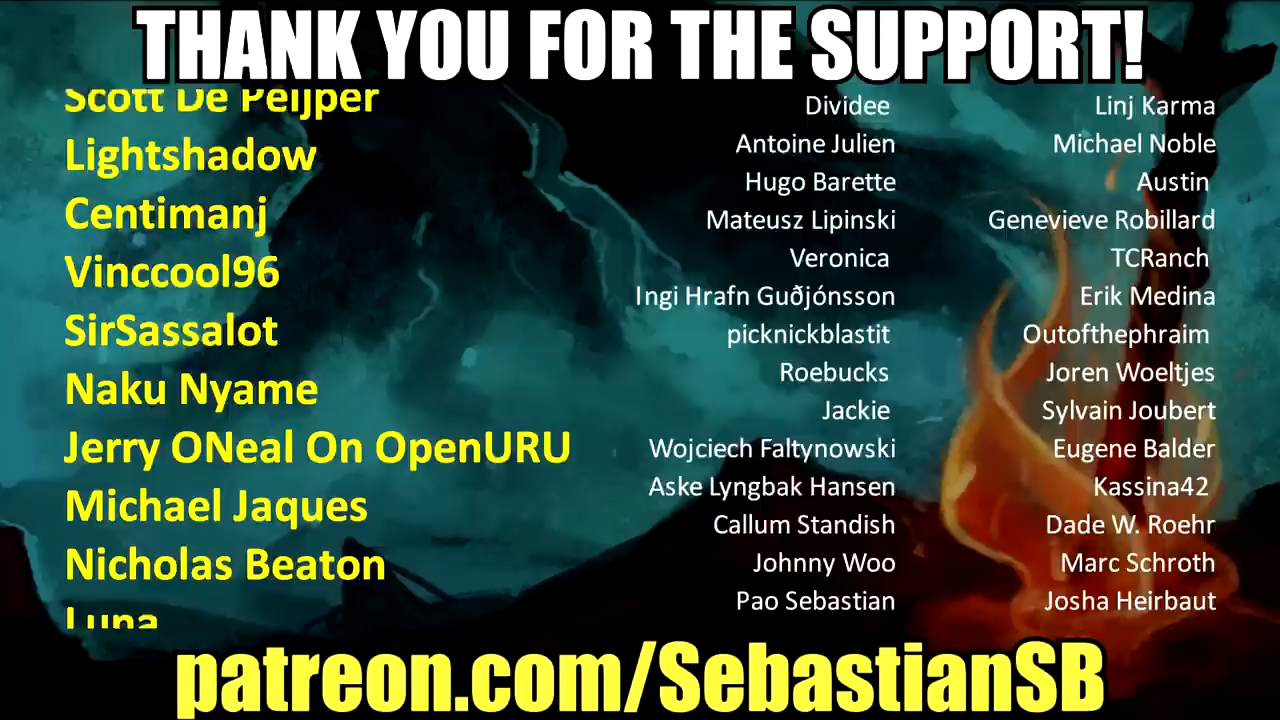 THANK YOU FOR THE SUPPORT!
Scott De Peijper
Lightshadow
Centimanj
Vinccool96
SirSassalot
Naku Nyame
Jerry ONeal On OpenURU
Michael Jaques
Nicholas Beaton
Luna
Dividee
Antoine Julien
Hugo Barette
Mateusz Lipinski
Veronica
Ingi Hrafn Guðjónsson
picknickblastit
Roebucks
Jackie
Wojciech Faltynowski
Aske Lyngbak Hansen
Callum Standish
Johnny Woo
Pao Sebastian
Linj Karma
Michael Noble
Austin
Genevieve Robillard
TCRanch
Erik Medina
Outofthephraim
Joren Woeltjes
Sylvain Joubert
Eugene Balder
Kassina42
Dade W. Roehr
Marc Schroth
Josha Heirbaut
patreon.com/SebastianSB